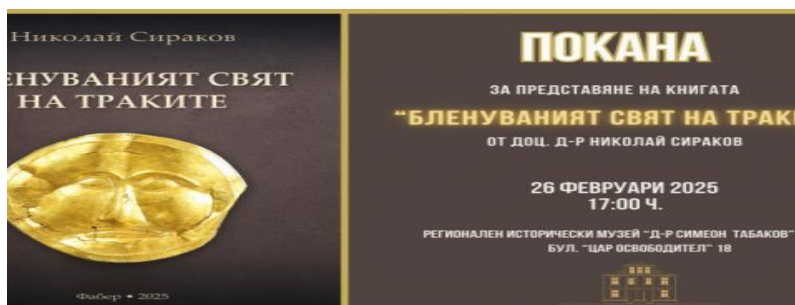 Николай Сираков
ЕНУВАНИЯТ СВЯТ
НА ТРАКИТЕ
Фабер • 2025
ПОКАНА
ЗА ПРЕДСТАВЯНЕ НА КНИГАТА
“БЛЕНУВАНИЯТ СВЯТ НА ТРАК
ОТ ДОЦ. Д-Р НИКОЛАЙ СИРАКОВ
26 ФЕВРУАРИ 2025
17:00 Ч.
РЕГИОНАЛЕН ИСТОРИЧЕСКИ МУЗЕЙ “Д-Р СИМЕОН ТАБАКОВ”
БУЛ. “ЦАР ОСВОБОДИТЕЛ” 18